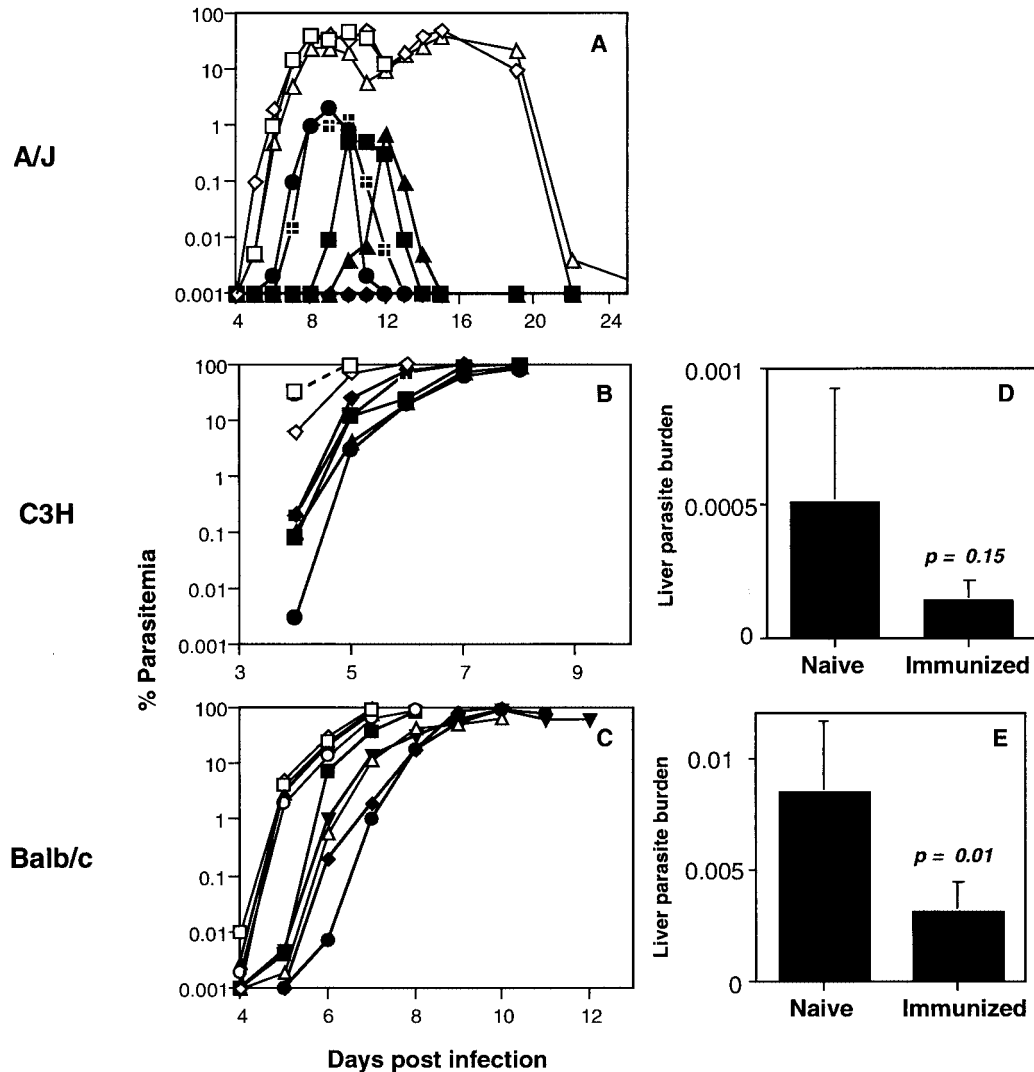 A/J
A
100
10
1
0.1
0.01
0.001
4 8 12 16 20 24
C3H
B
100
10
1
0.1
0.01
0.001
3 5 7 9
% Parasitemia
Balb/c
C
100
10
1
0.1
0.01
0.001
4 6 8 10 12
Days post infection
D
Liver parasite burden
0.001
0.0005
0
p = 0.15
Naive Immunized
E
Liver parasite burden
0.01
0.005
0
p = 0.01
Naive Immunized